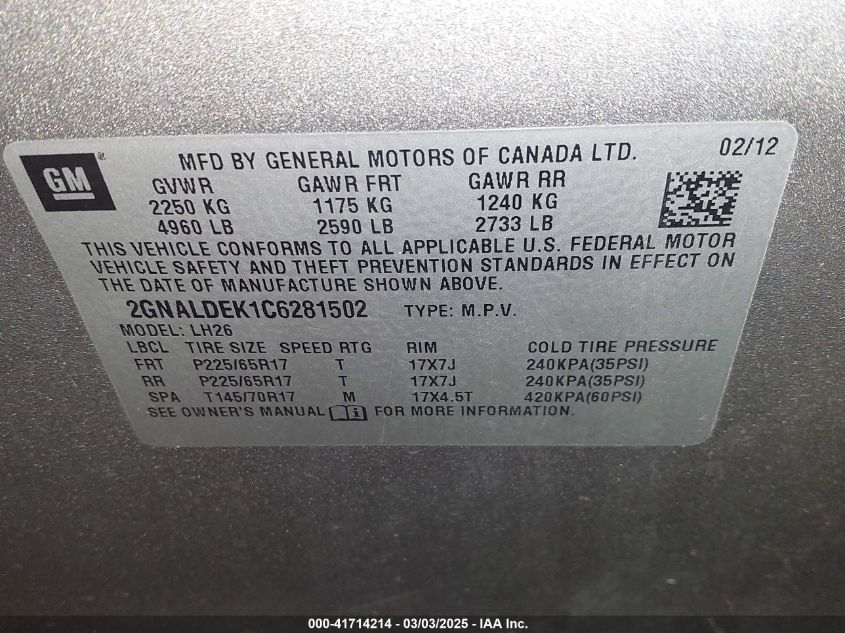 GM ®
MFD BY GENERAL MOTORS OF CANADA LTD. 02/12
GVWR GAWR FRT GAWR RR
2250 KG 1175 KG 1240 KG
4960 LB 2590 LB 2733 LB
THIS VEHICLE CONFORMS TO ALL APPLICABLE U.S. FEDERAL MOTOR
VEHICLE SAFETY AND THEFT PREVENTION STANDARDS IN EFFECT ON
THE DATE OF MANUFACTURE SHOWN ABOVE.
2GNALDEK1C6281502 TYPE: M.P.V.
MODEL: LH26
LBCL TIRE SIZE SPEED RTG RIM COLD TIRE PRESSURE
FRT P225/65R17 T 17X7J 240KPA(35PSI)
RR P225/65R17 T 17X7J 240KPA(35PSI)
SPA T145/70R17 M 17X4.5T 420KPA(60PSI)
SEE OWNER'S MANUAL FOR MORE INFORMATION.
000-41714214 - 03/03/2025 - IAA Inc.